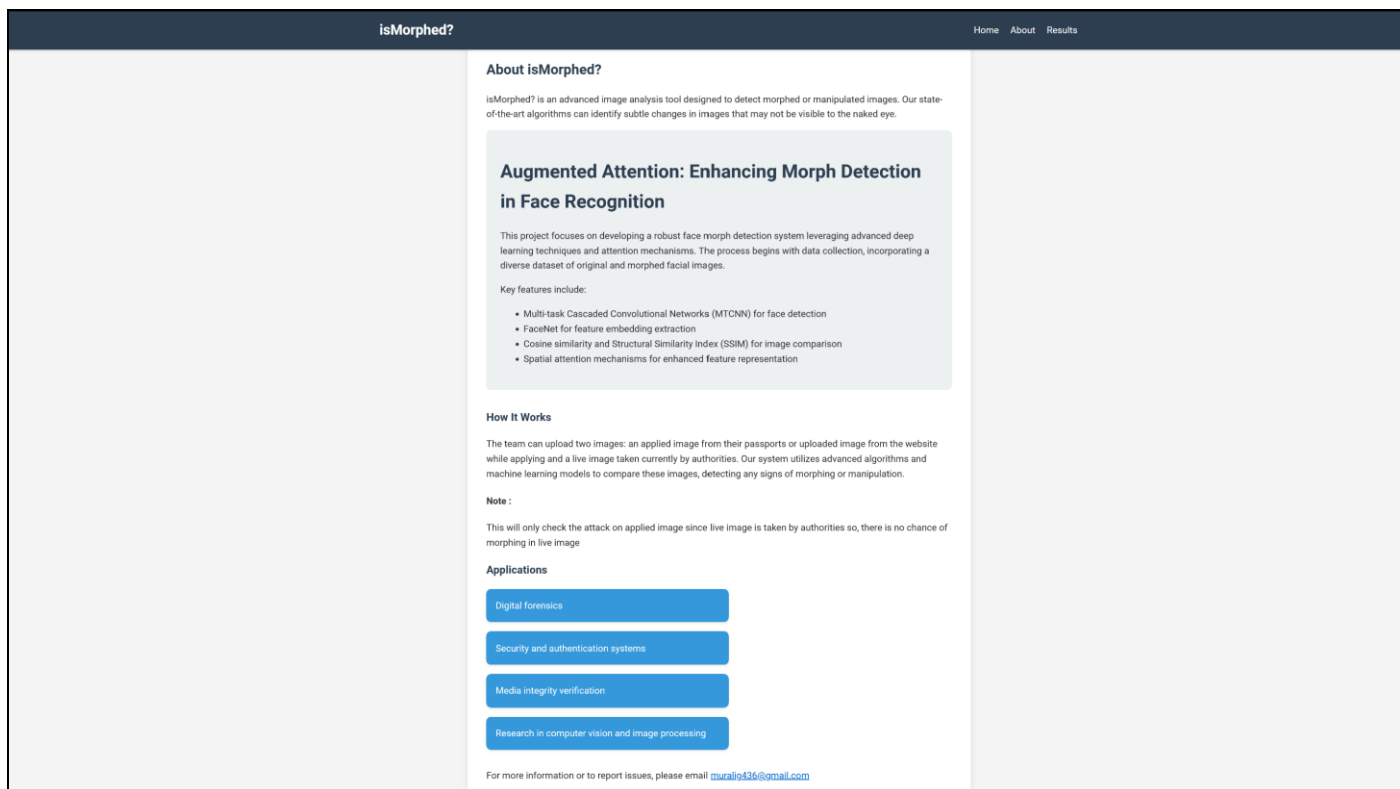 isMorphed?
Home About Results
About isMorphed?
isMorphed? is an advanced image analysis tool designed to detect morphed or manipulated images. Our state-
of-the-art algorithms can identify subtle changes in images that may not be visible to the naked eye.
Augmented Attention: Enhancing Morph Detection
in Face Recognition
This project focuses on developing a robust face morph detection system leveraging advanced deep
learning techniques and attention mechanisms. The process begins with data collection, incorporating a
diverse dataset of original and morphed facial images.
Key features include:
• Multi-task Cascaded Convolutional Networks (MTCNN) for face detection
• FaceNet for feature embedding extraction
• Cosine similarity and Structural Similarity Index (SSIM) for image comparison
• Spatial attention mechanisms for enhanced feature representation
How It Works
The team can upload two images: an applied image from their passports or uploaded image from the website
while applying and a live image taken currently by authorities. Our system utilizes advanced algorithms and
machine learning models to compare these images, detecting any signs of morphing or manipulation.
Note :
This will only check the attack on applied image since live image is taken by authorities so, there is no chance of
morphing in live image
Applications
Digital forensics
Security and authentication systems
Media integrity verification
Research in computer vision and image processing
For more information or to report issues, please email muralig436@gmail.com